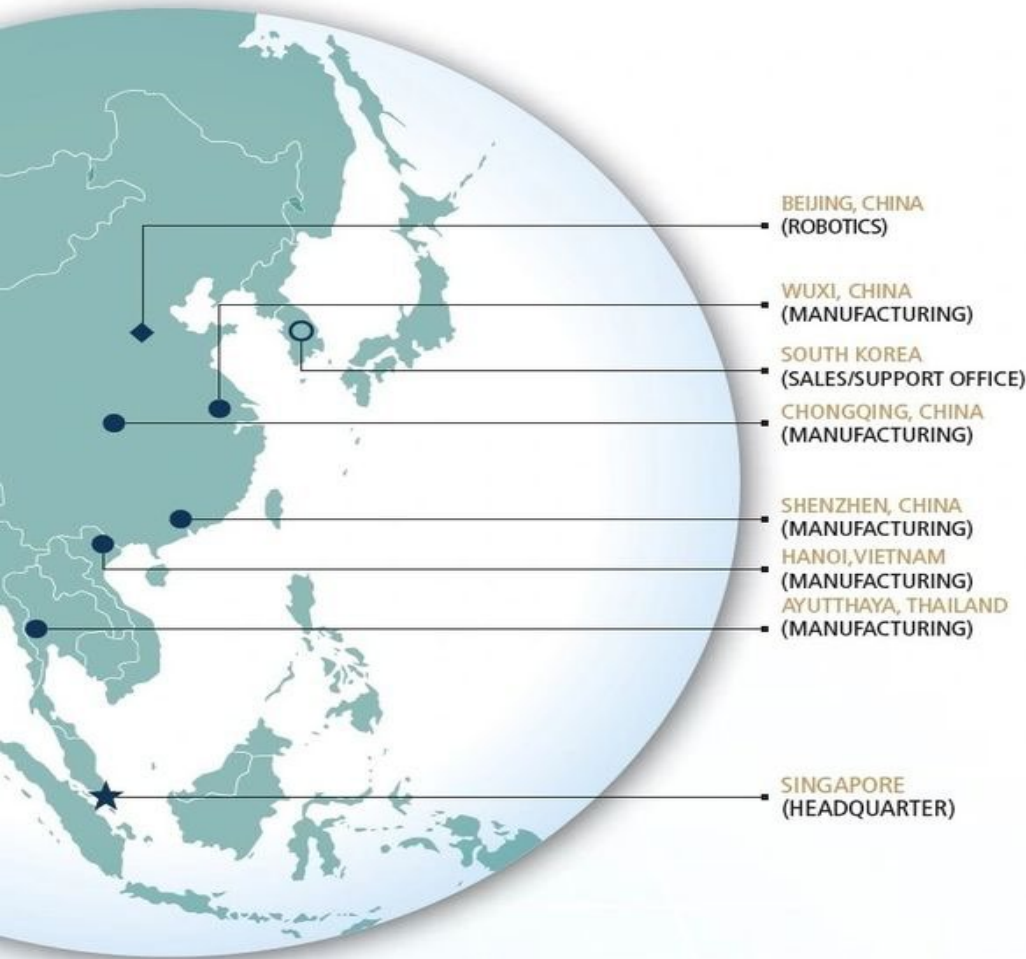 BEIJING, CHINA
(ROBOTICS)
WUXI, CHINA
(MANUFACTURING)
SOUTH KOREA
(SALES/SUPPORT OFFICE)
CHONGQING, CHINA
(MANUFACTURING)
SHENZHEN, CHINA
(MANUFACTURING)
HANOI,VIETNAM
(MANUFACTURING)
AYUTTHAYA, THAILAND
(MANUFACTURING)
SINGAPORE
(HEADQUARTER)